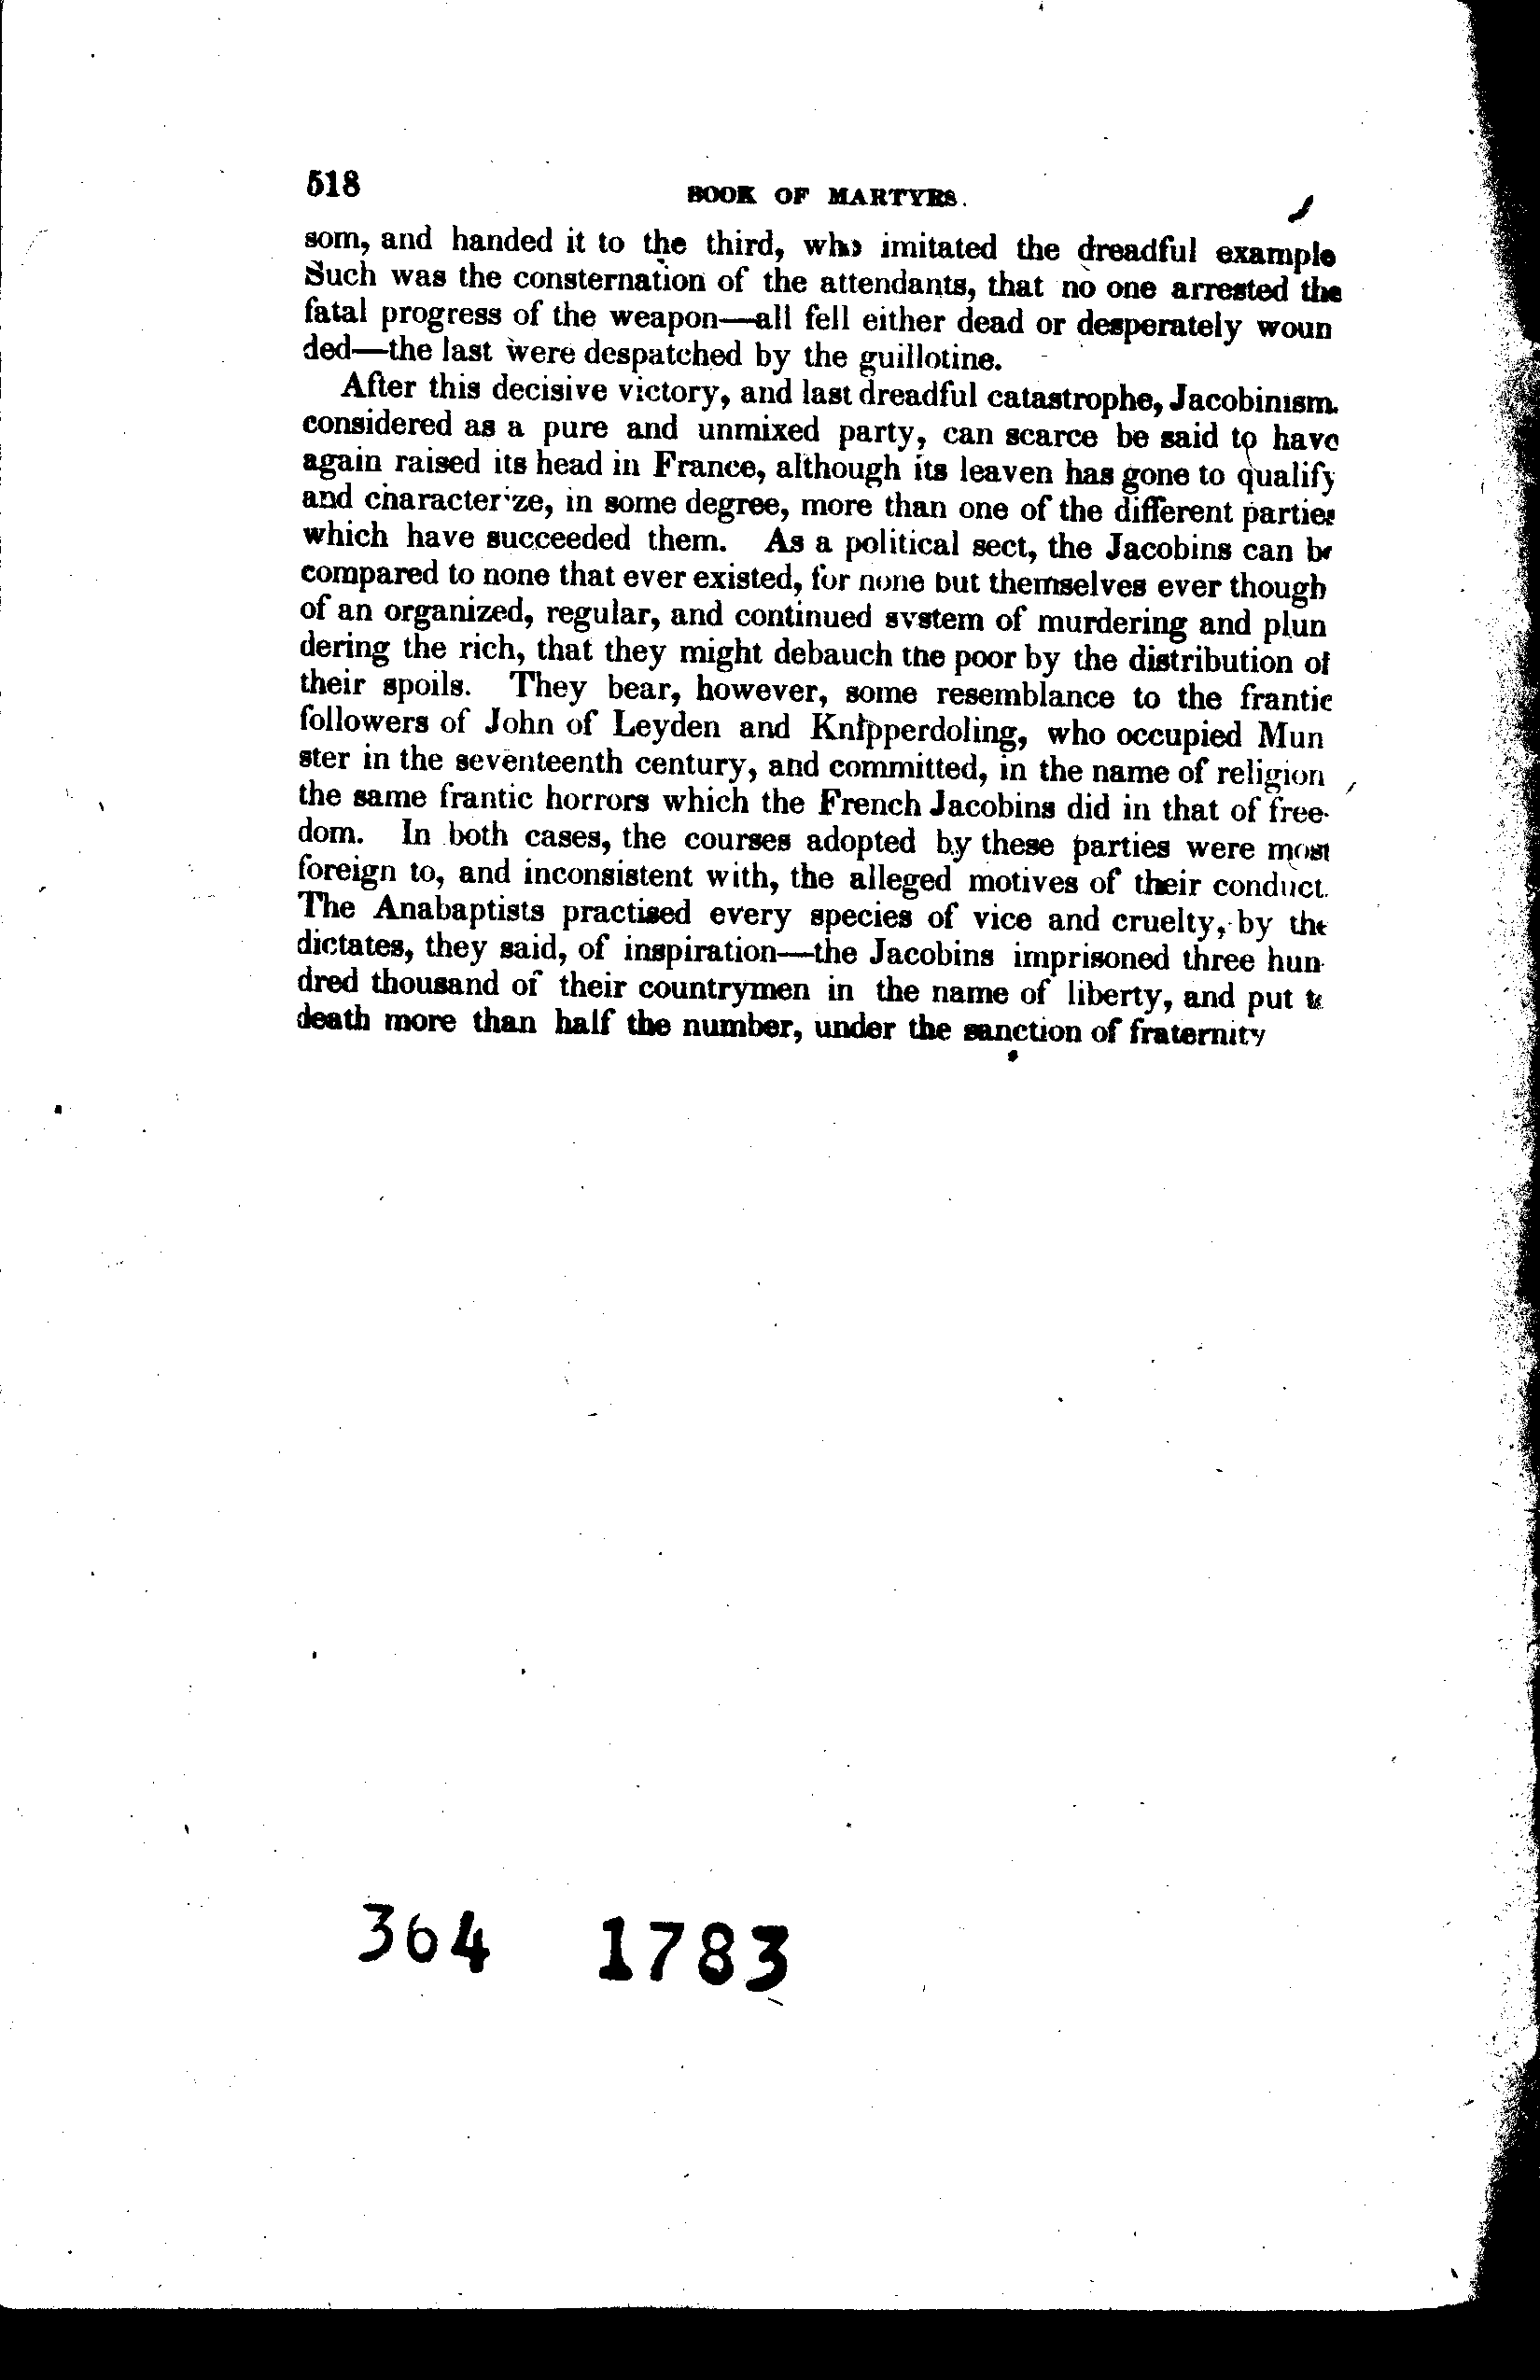 518
BOOK OF MARTYRS.
som, and handed it to the third, who imitated the dreadful example
Such was the consternation of the attendants, that no one arrested the
fatal progress of the weapon—all fell either dead or desperately woun
ded—the last were despatched by the guillotine.
After this decisive victory, and last dreadful catastrophe, Jacobinism.
considered as a pure and unmixed party, can scarce be said to have
again raised its head in France, although its leaven has gone to qualify
and characterize, in some degree, more than one of the different parties
which have succeeded them. As a political sect, the Jacobins can be
compared to none that ever existed, for none but themselves ever though
of an organized, regular, and continued system of murdering and plun
dering the rich, that they might debauch the poor by the distribution of
their spoils. They bear, however, some resemblance to the frantic
followers of John of Leyden and Knipperdoling, who occupied Mun
ster in the seventeenth century, and committed, in the name of religion
the same frantic horrors which the French Jacobins did in that of free-
dom. In both cases, the courses adopted by these parties were most
foreign to, and inconsistent with, the alleged motives of their conduct.
The Anabaptists practised every species of vice and cruelty, by the
dictates, they said, of inspiration—the Jacobins imprisoned three hun-
dred thousand of their countrymen in the name of liberty, and put to
death more than half the number, under the sanction of fraternity
364 1783